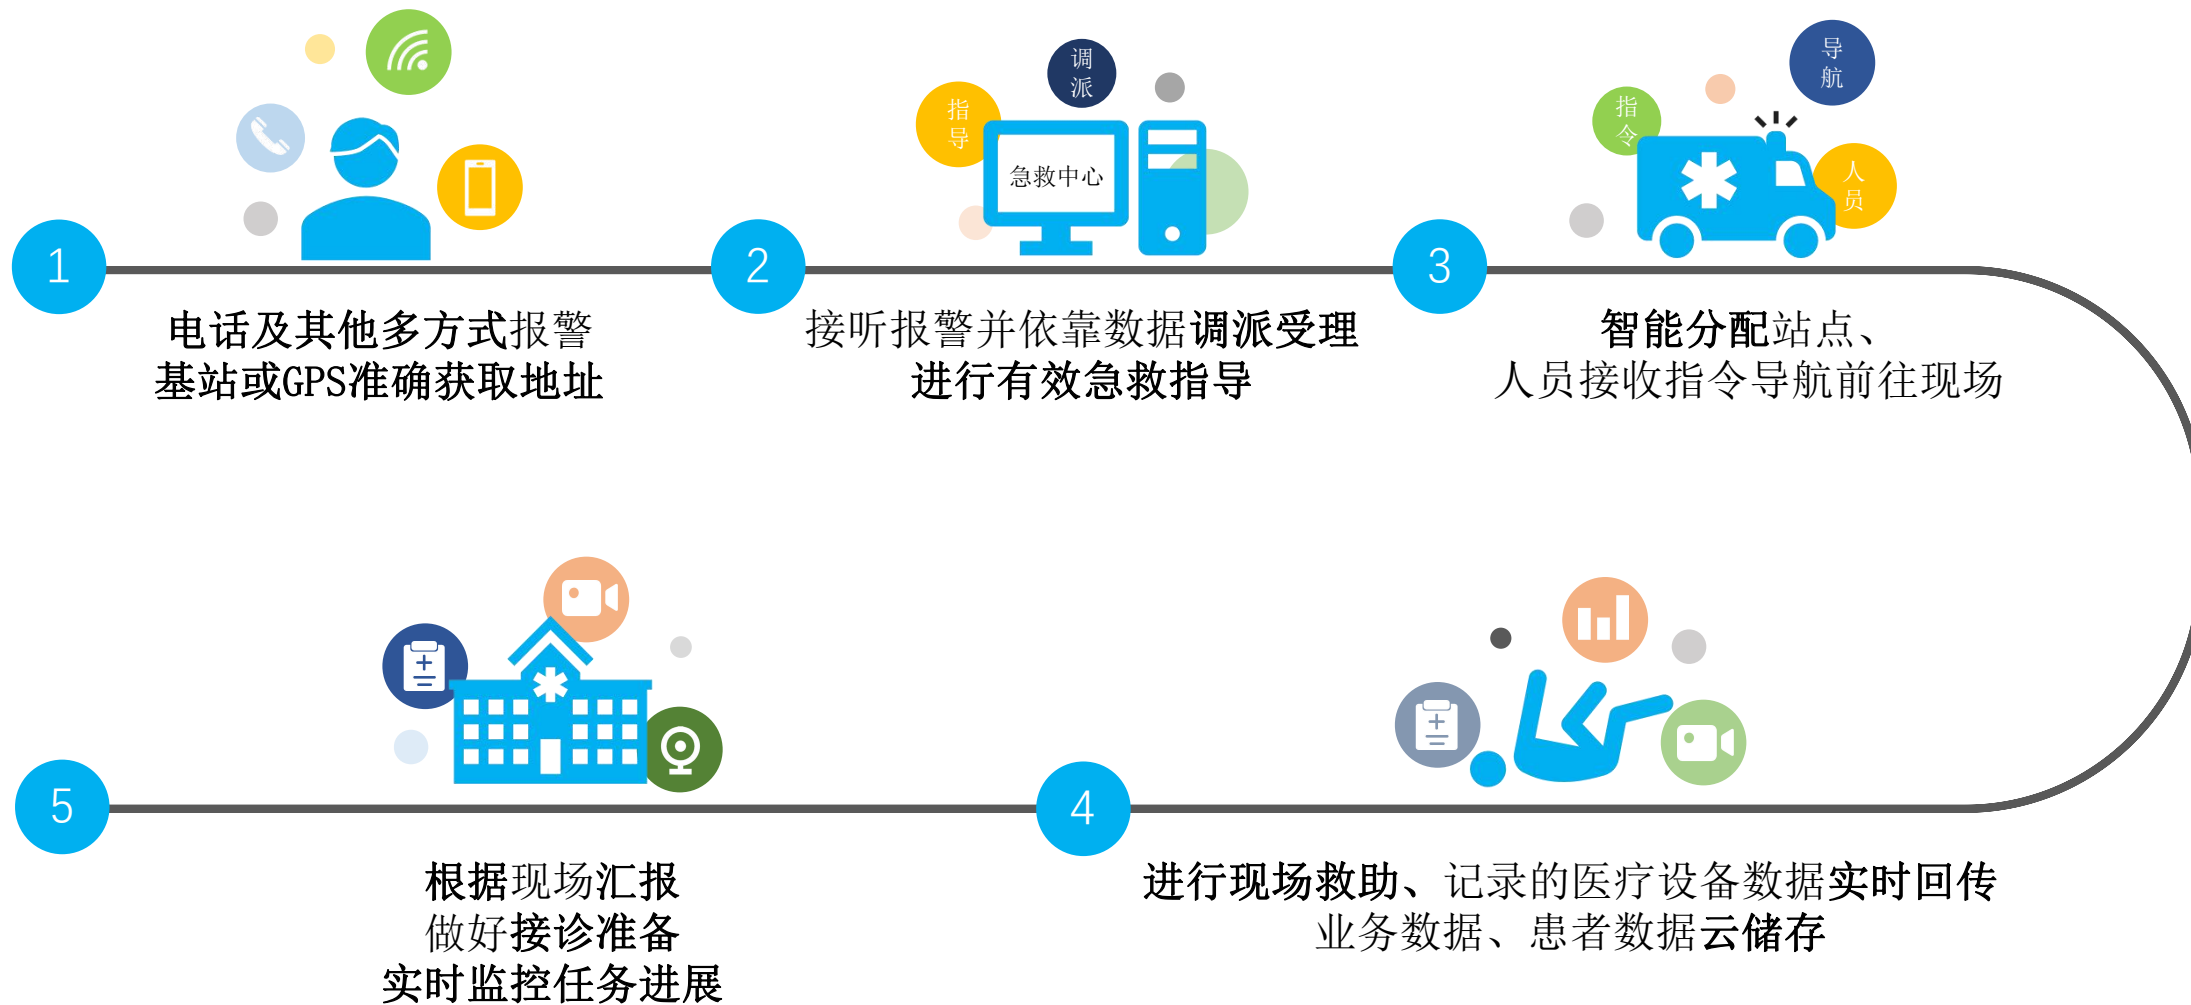 1
电话及其他多方式报警
基站或GPS准确获取地址
2
指导
调派
急救中心
接听报警并依靠数据调派受理
进行有效急救指导
3
指令
导航
人员
智能分配站点、
人员接收指令导航前往现场
4
进行现场救助、记录的医疗设备数据实时回传
业务数据、患者数据云储存
5
根据现场汇报
做好接诊准备
实时监控任务进展